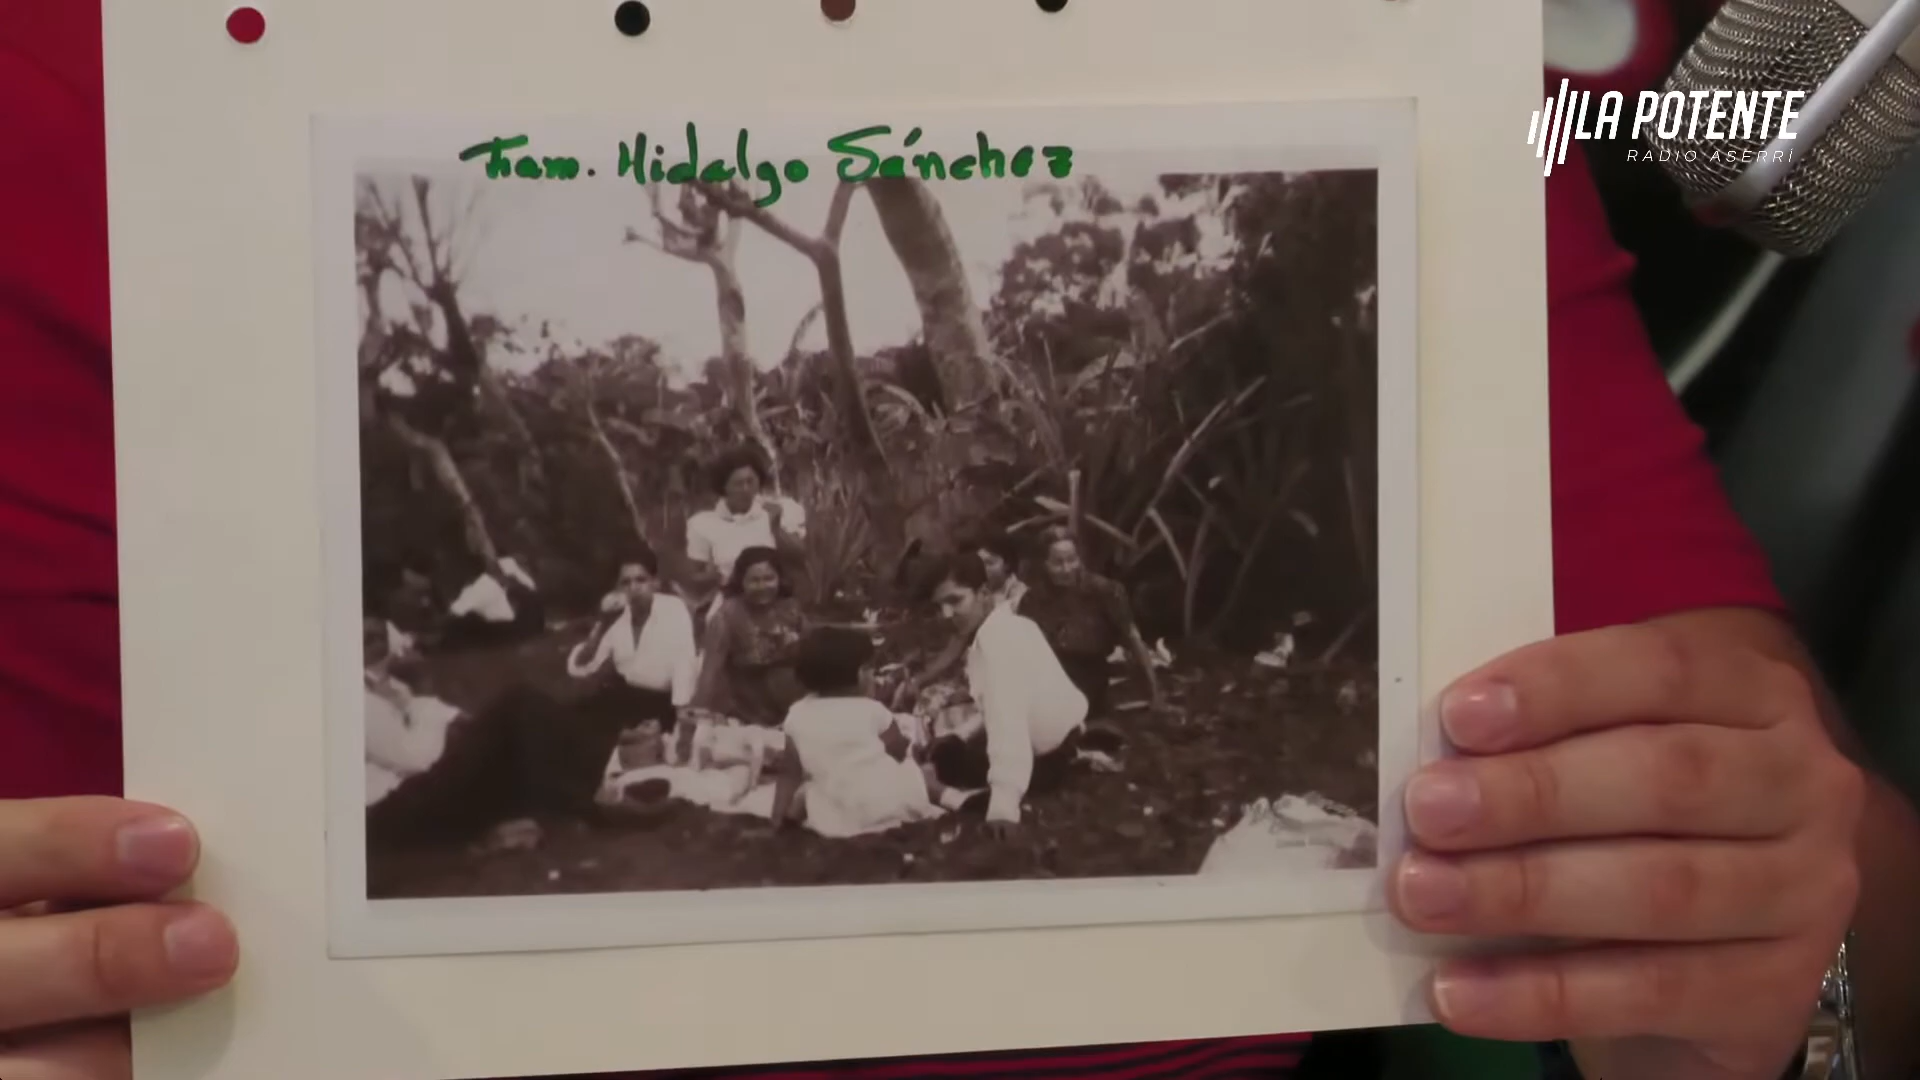 Fam. Hidalgo Sánchez
LA POTENTE
RADIO ASERRÍ